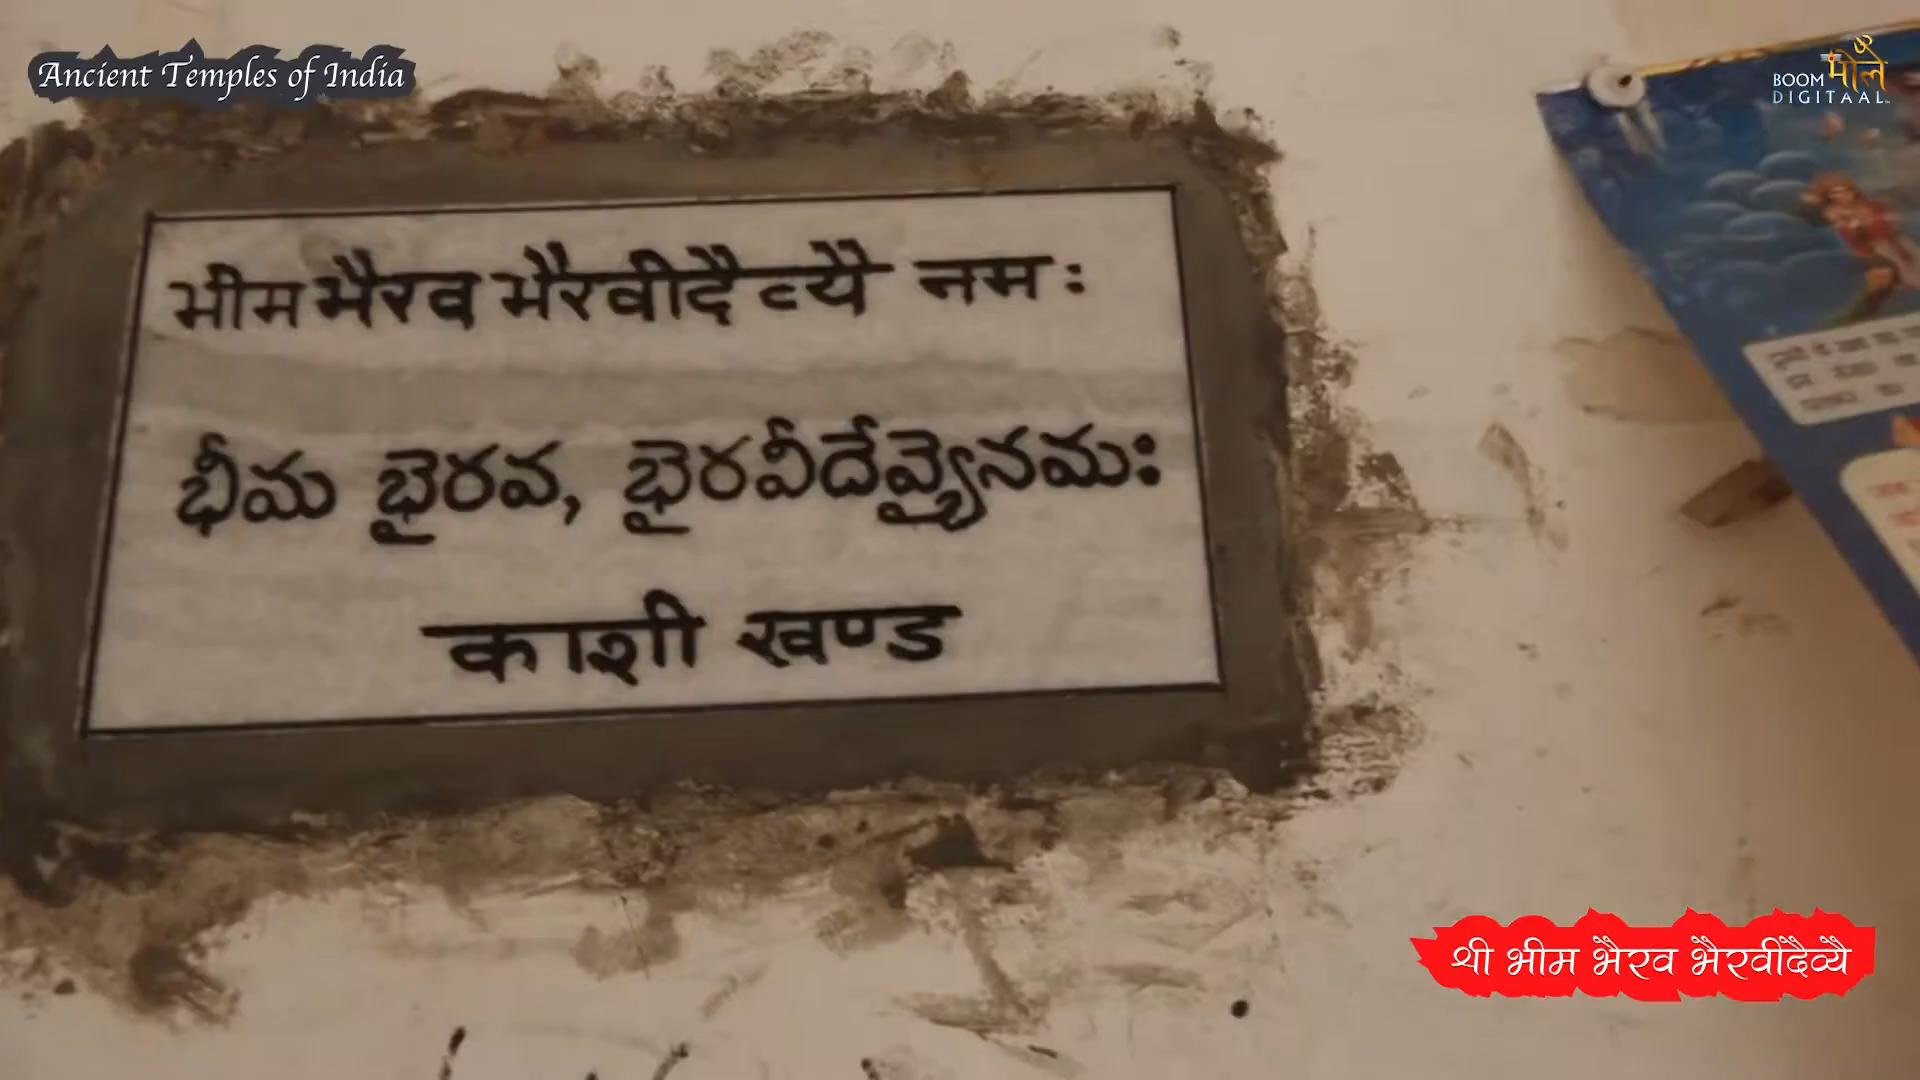 Ancient Temples of India
BOOM भोले
DIGITAAL
भीम भैरव भैरवीदैव्यै नमः
భీమ భైరవ, భైరవీదేవ్యైనమః
काशी खण्ड
श्री भीम भैरव भैरवीदैव्यै